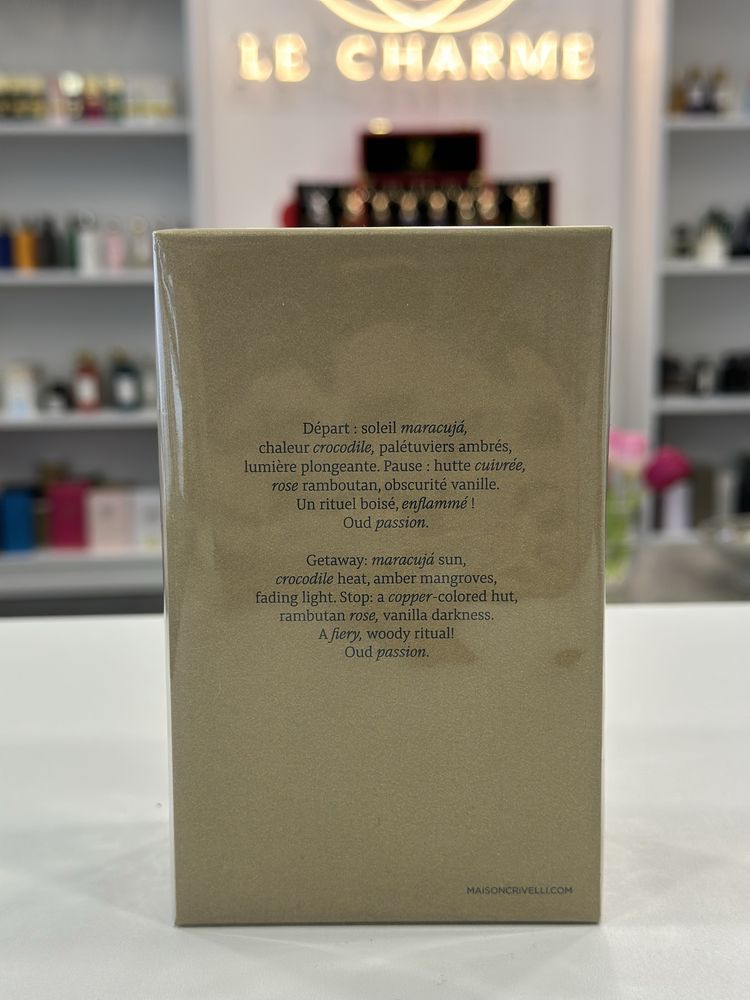 LE CHARME
Départ : soleil maracujá,
chaleur crocodile, palétuviers ambrés,
lumière plongeante. Pause : hutte cuivrée,
rose ramboutan, obscurité vanille.
Un rituel boisé, enflammé !
Oud passion.
Getaway: maracujá sun,
crocodile heat, amber mangroves,
fading light. Stop: a copper-colored hut,
rambutan rose, vanilla darkness.
A fiery, woody ritual!
Oud passion.
MAISONCRIVELLI.COM